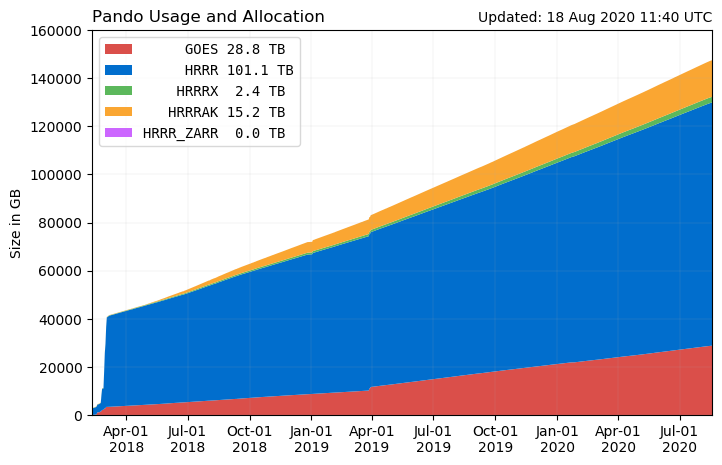 Pando Usage and Allocation
Updated: 18 Aug 2020 11:40 UTC
160000
140000
120000
100000
80000
60000
40000
20000
0
Size in GB
GOES 28.8 TB
HRRR 101.1 TB
HRRRX 2.4 TB
HRRRAK 15.2 TB
HRRR_ZARR 0.0 TB
Apr-01 Jul-01 Oct-01 Jan-01 Apr-01 Jul-01 Oct-01 Jan-01 Apr-01 Jul-01
2018 2018 2018 2019 2019 2019 2019 2020 2020 2020